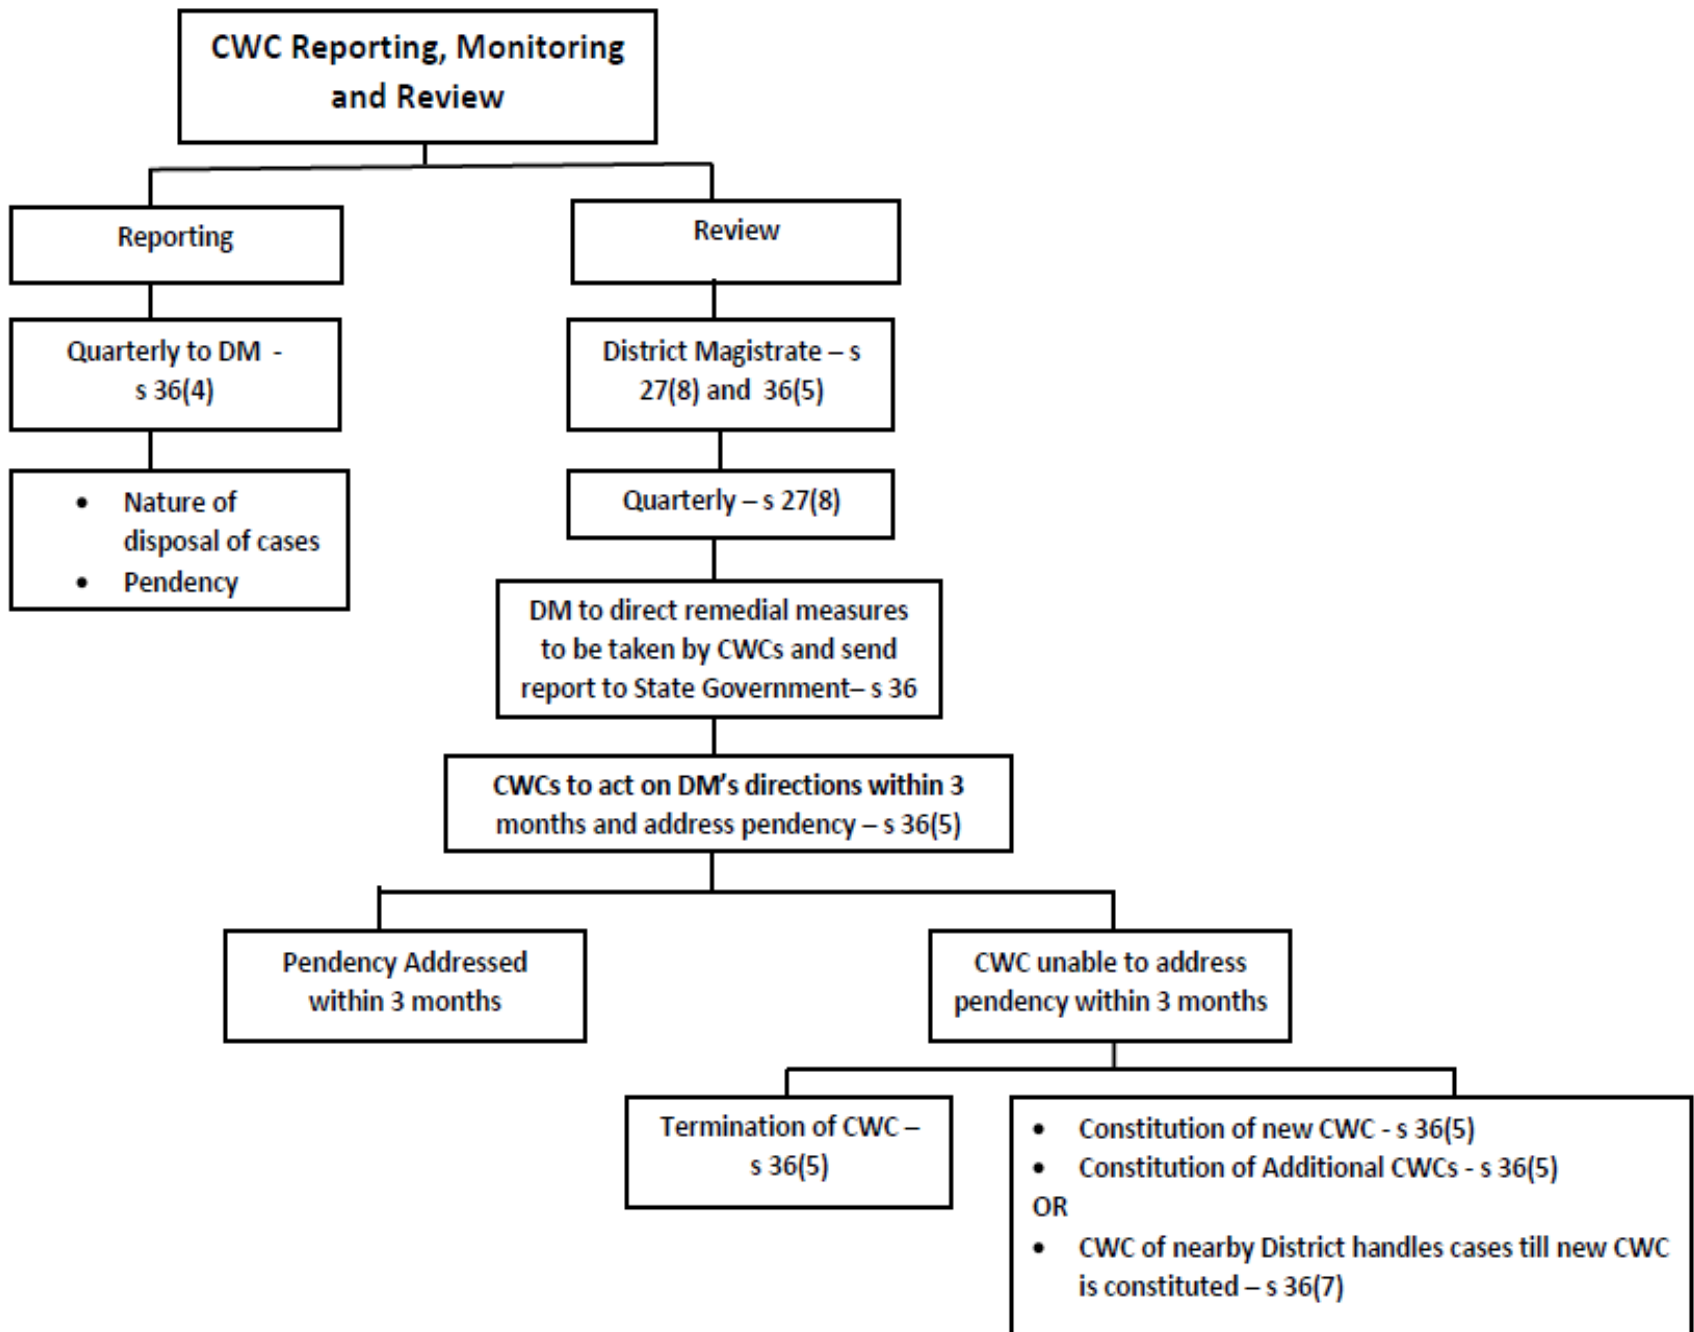 CWC Reporting, Monitoring
and Review
Reporting
Review
Quarterly to DM -
s 36(4)
District Magistrate – s
27(8) and 36(5)
• Nature of
disposal of cases
• Pendency
Quarterly – s 27(8)
DM to direct remedial measures
to be taken by CWCs and send
report to State Government– s 36
CWCs to act on DM’s directions within 3
months and address pendency – s 36(5)
Pendency Addressed
within 3 months
CWC unable to address
pendency within 3 months
Termination of CWC –
s 36(5)
• Constitution of new CWC - s 36(5)
• Constitution of Additional CWCs - s 36(5)
OR
• CWC of nearby District handles cases till new CWC
is constituted – s 36(7)